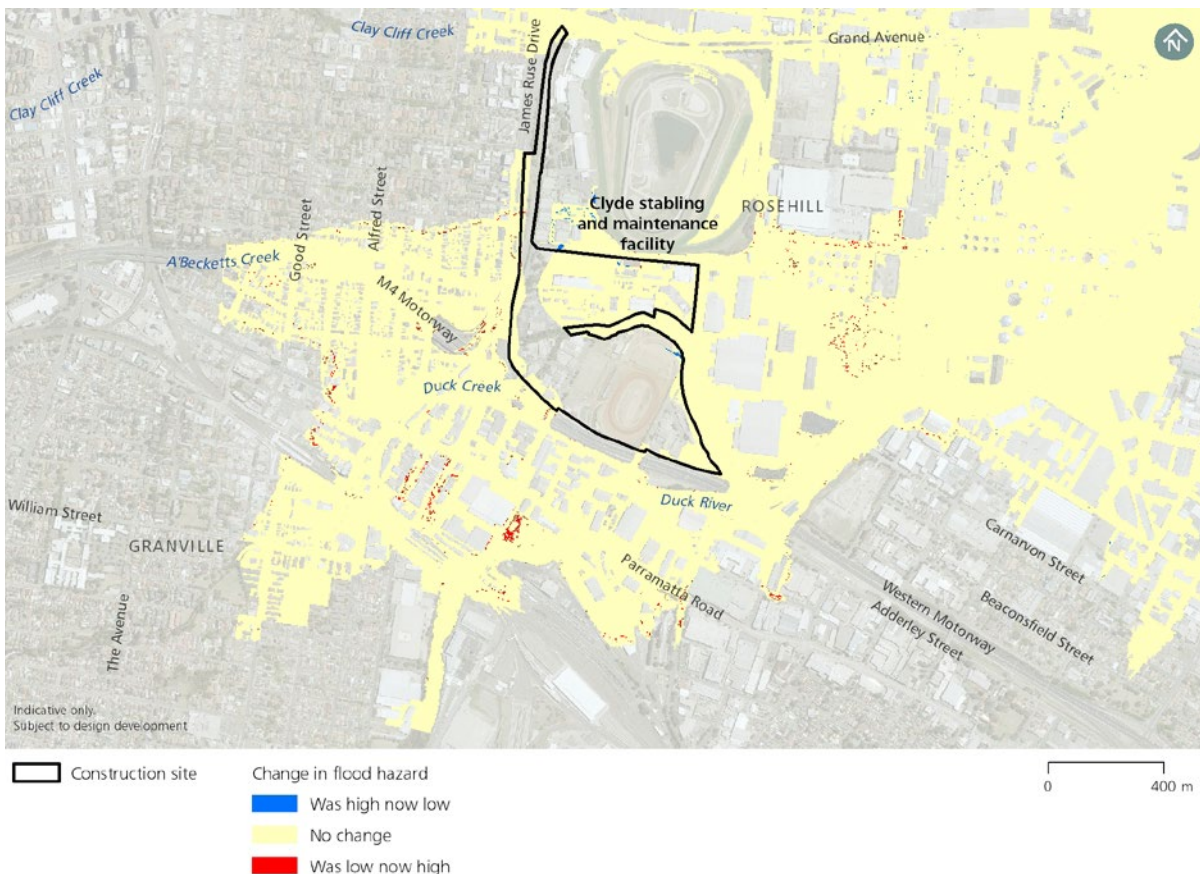 Clay Cliff Creek
Grand Avenue
N
Clay Cliff Creek
James Ruse Drive
Alfred Street
Good Street
Clyde stabling
and maintenance
facility
ROSEHILL
A'Becketts Creek
M4 Motorway
Duck Creek
Duck River
William Street
GRANVILLE
The Avenue
Parramatta Road
Carnarvon Street
Beaconsfield Street
Western Motorway
Adderley Street
Indicative only.
Subject to design development
Construction site
Change in flood hazard
Was high now low
No change
Was low now high
0 400 m